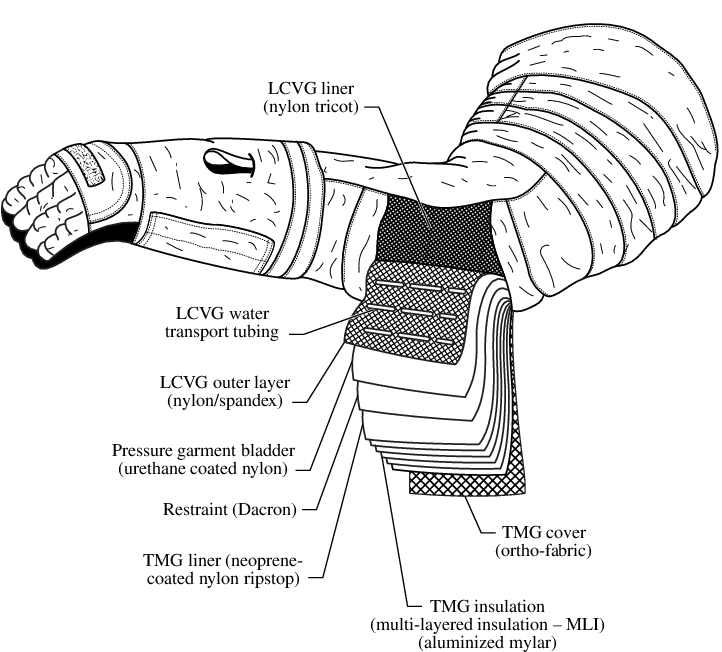 LCVG liner
(nylon tricot)
LCVG water
transport tubing
LCVG outer layer
(nylon/spandex)
Pressure garment bladder
(urethane coated nylon)
Restraint (Dacron)
TMG liner (neoprene-
coated nylon ripstop)
TMG cover
(ortho-fabric)
TMG insulation
(multi-layered insulation – MLI)
(aluminized mylar)